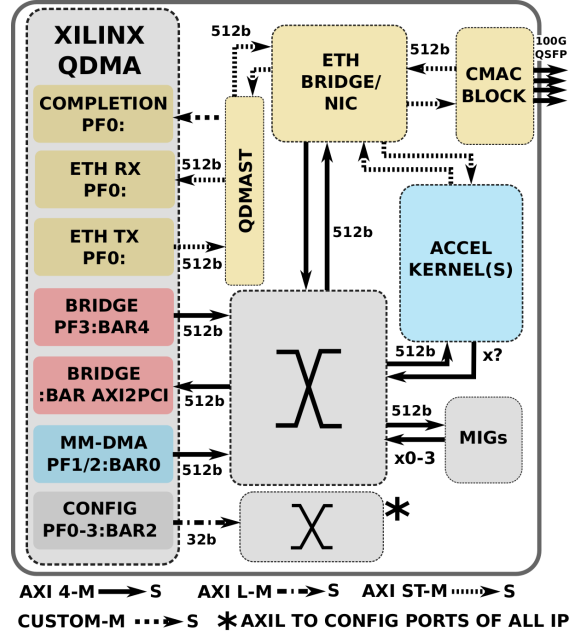 XILINX
QDMA
COMPLETION
PF0:
ETH RX
PF0:
ETH TX
PF0:
BRIDGE
PF3:BAR4
BRIDGE
:BAR AXI2PCI
MM-DMA
PF1/2:BAR0
CONFIG
PF0-3:BAR2
512b
512b
512b
512b
512b
512b
32b
QDMAST
ETH
BRIDGE/
NIC
512b
CMAC
BLOCK
100G
QSFP
512b
ACCEL
KERNEL(S)
512b
x?
512b
x0-3
MIGs
*
AXI 4-M S
AXI L-M S
AXI ST-M S
CUSTOM-M S
* AXIL TO CONFIG PORTS OF ALL IP